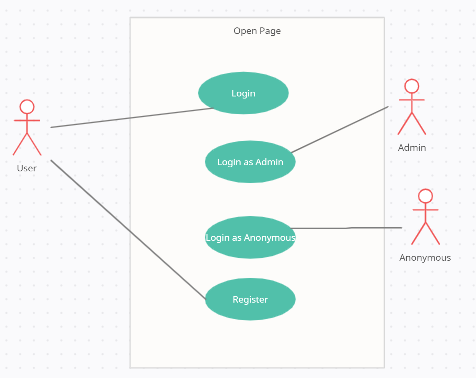 Open Page
Login
User
Login as Admin
Admin
Login as Anonymous
Anonymous
Register